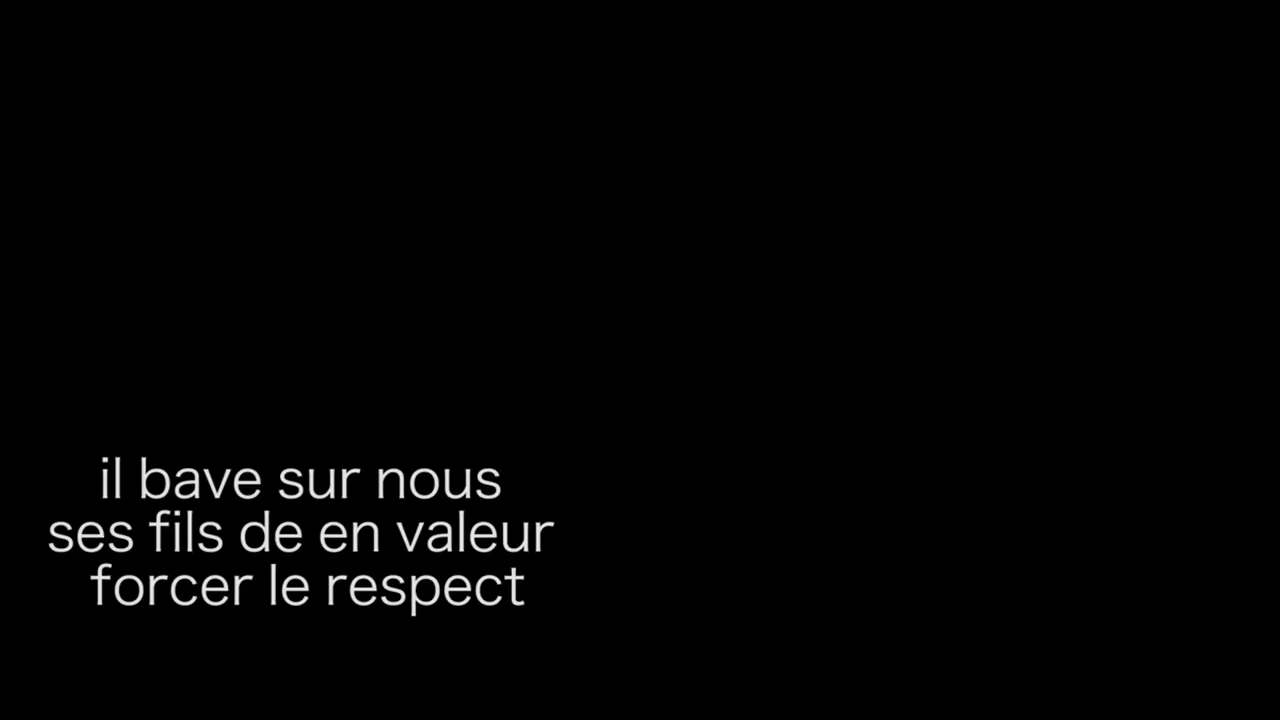 il bave sur nous
ses fils de en valeur
forcer le respect